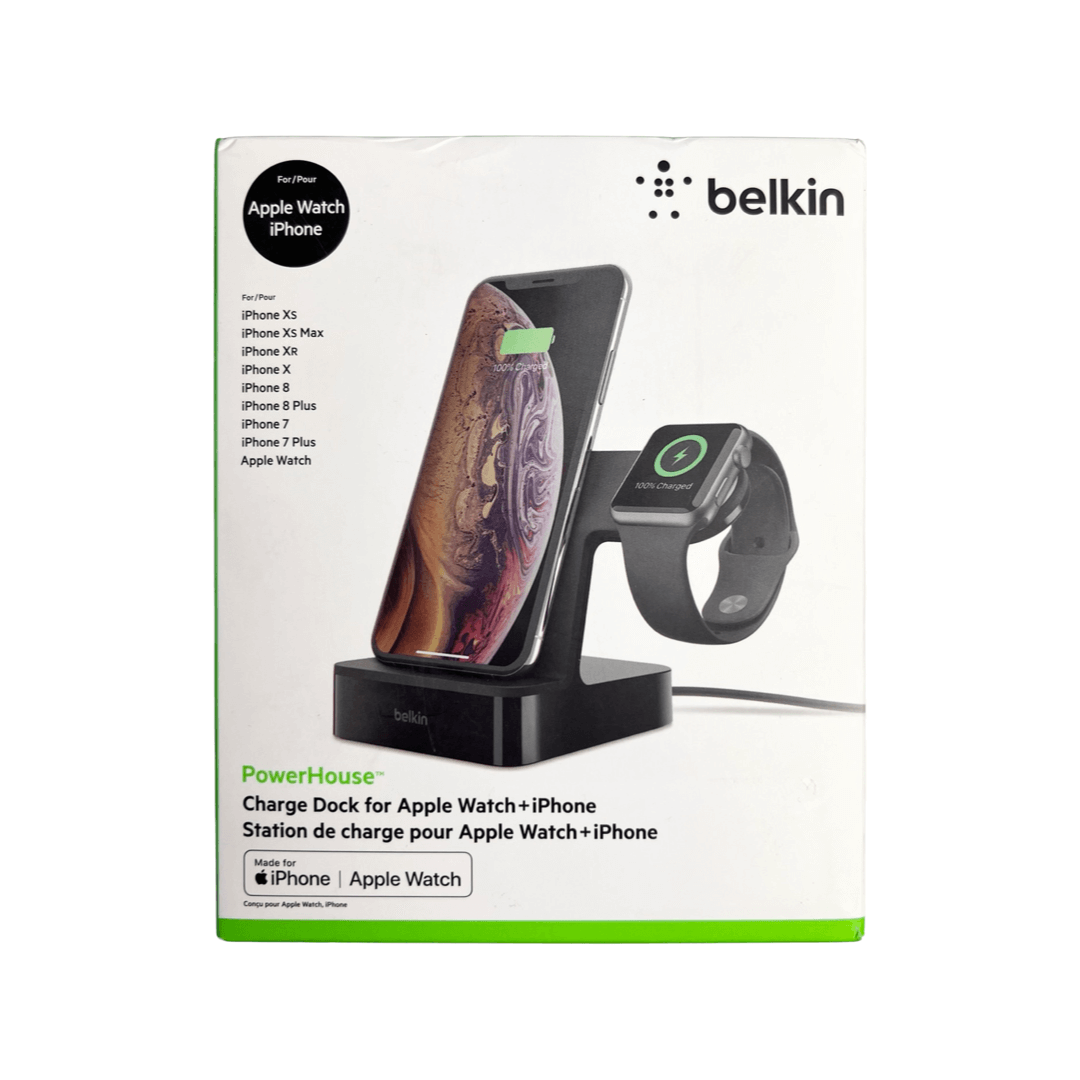 For/Pour
Apple Watch
iPhone
belkin
For/Pour
iPhone XS
iPhone XS Max
iPhone XR
iPhone X
iPhone 8
iPhone 8 Plus
iPhone 7
iPhone 7 Plus
Apple Watch
100% Charged
100% Charged
belkin
PowerHouse™
Charge Dock for Apple Watch+iPhone
Station de charge pour Apple Watch+iPhone
Made for
iPhone | Apple Watch
Conçu pour Apple Watch, iPhone